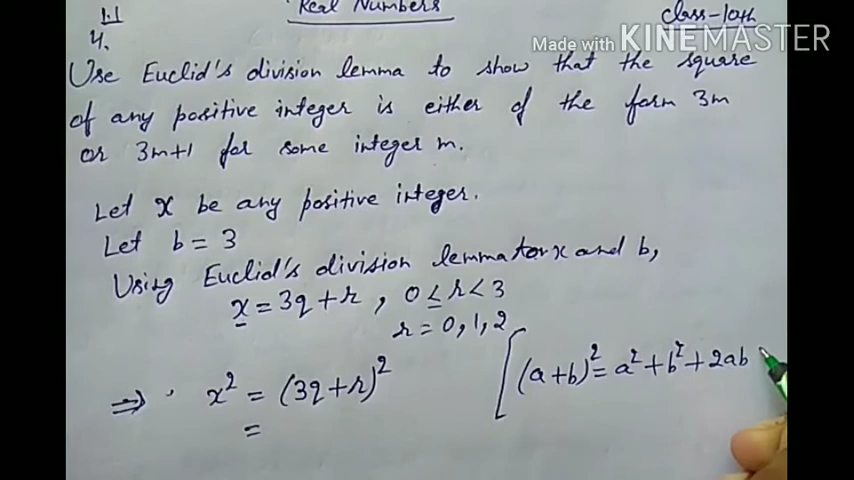 Real Numbers
1.1
class-10th
4.
Made with KINEMASTER
Use Euclid's division lemma to show that the square
of any positive integer is either of the form 3m
or 3m+1 for some integer m.
Let x be any positive integer.
Let b = 3
Using Euclid's division lemma for x and b,
x = 3q + r , 0 ≤ r < 3
r = 0, 1, 2
⇒ x² = (3q + r)²
[(a+b)² = a² + b² + 2ab
=